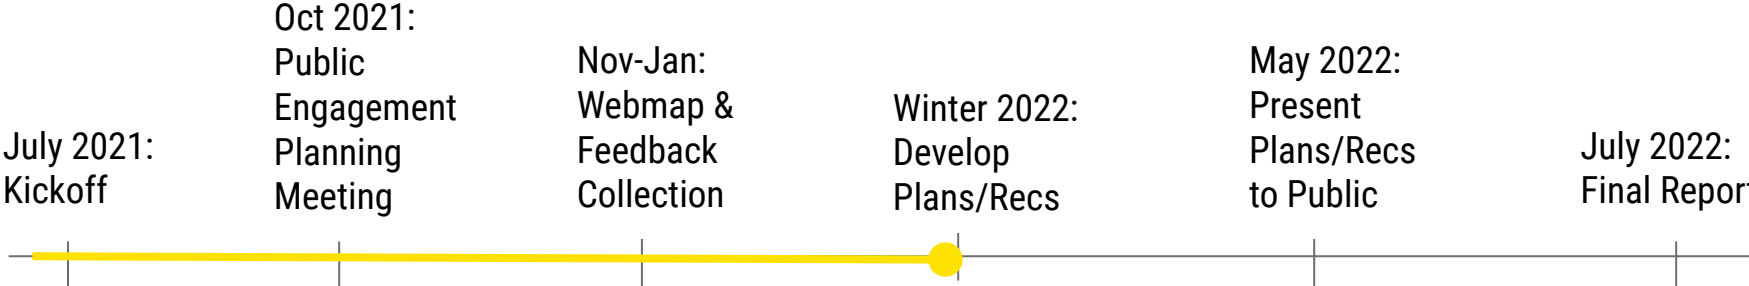 July 2021:
Kickoff
Oct 2021:
Public
Engagement
Planning
Meeting
Nov-Jan:
Webmap &
Feedback
Collection
Winter 2022:
Develop
Plans/Recs
May 2022:
Present
Plans/Recs
to Public
July 2022:
Final Report